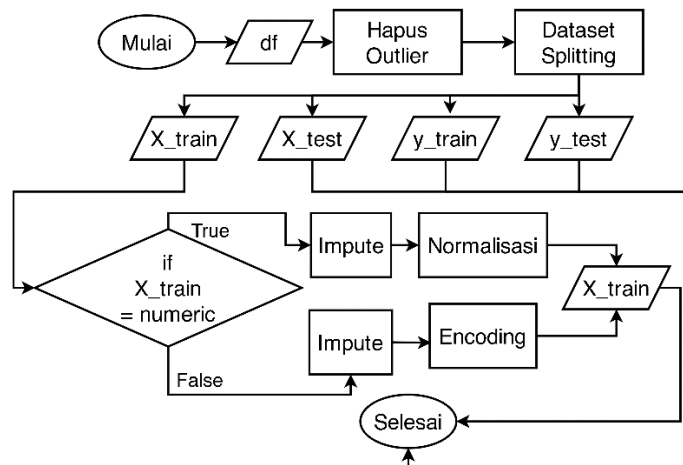 Mulai
df
Hapus
Outlier
Dataset
Splitting
X_train
X_test
y_train
y_test
if
X_train
= numeric
True
Impute
Normalisasi
X_train
False
Impute
Encoding
Selesai